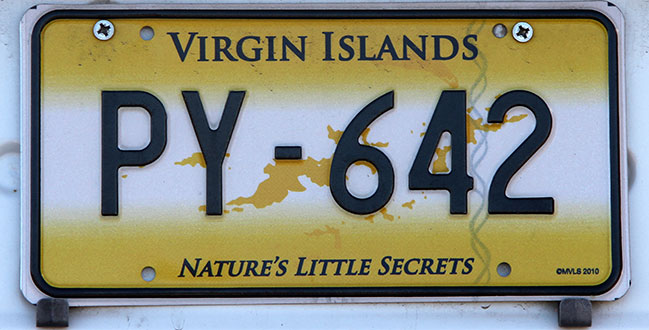 VIRGIN ISLANDS
PY-642
NATURE'S LITTLE SECRETS
©MVLS 2010